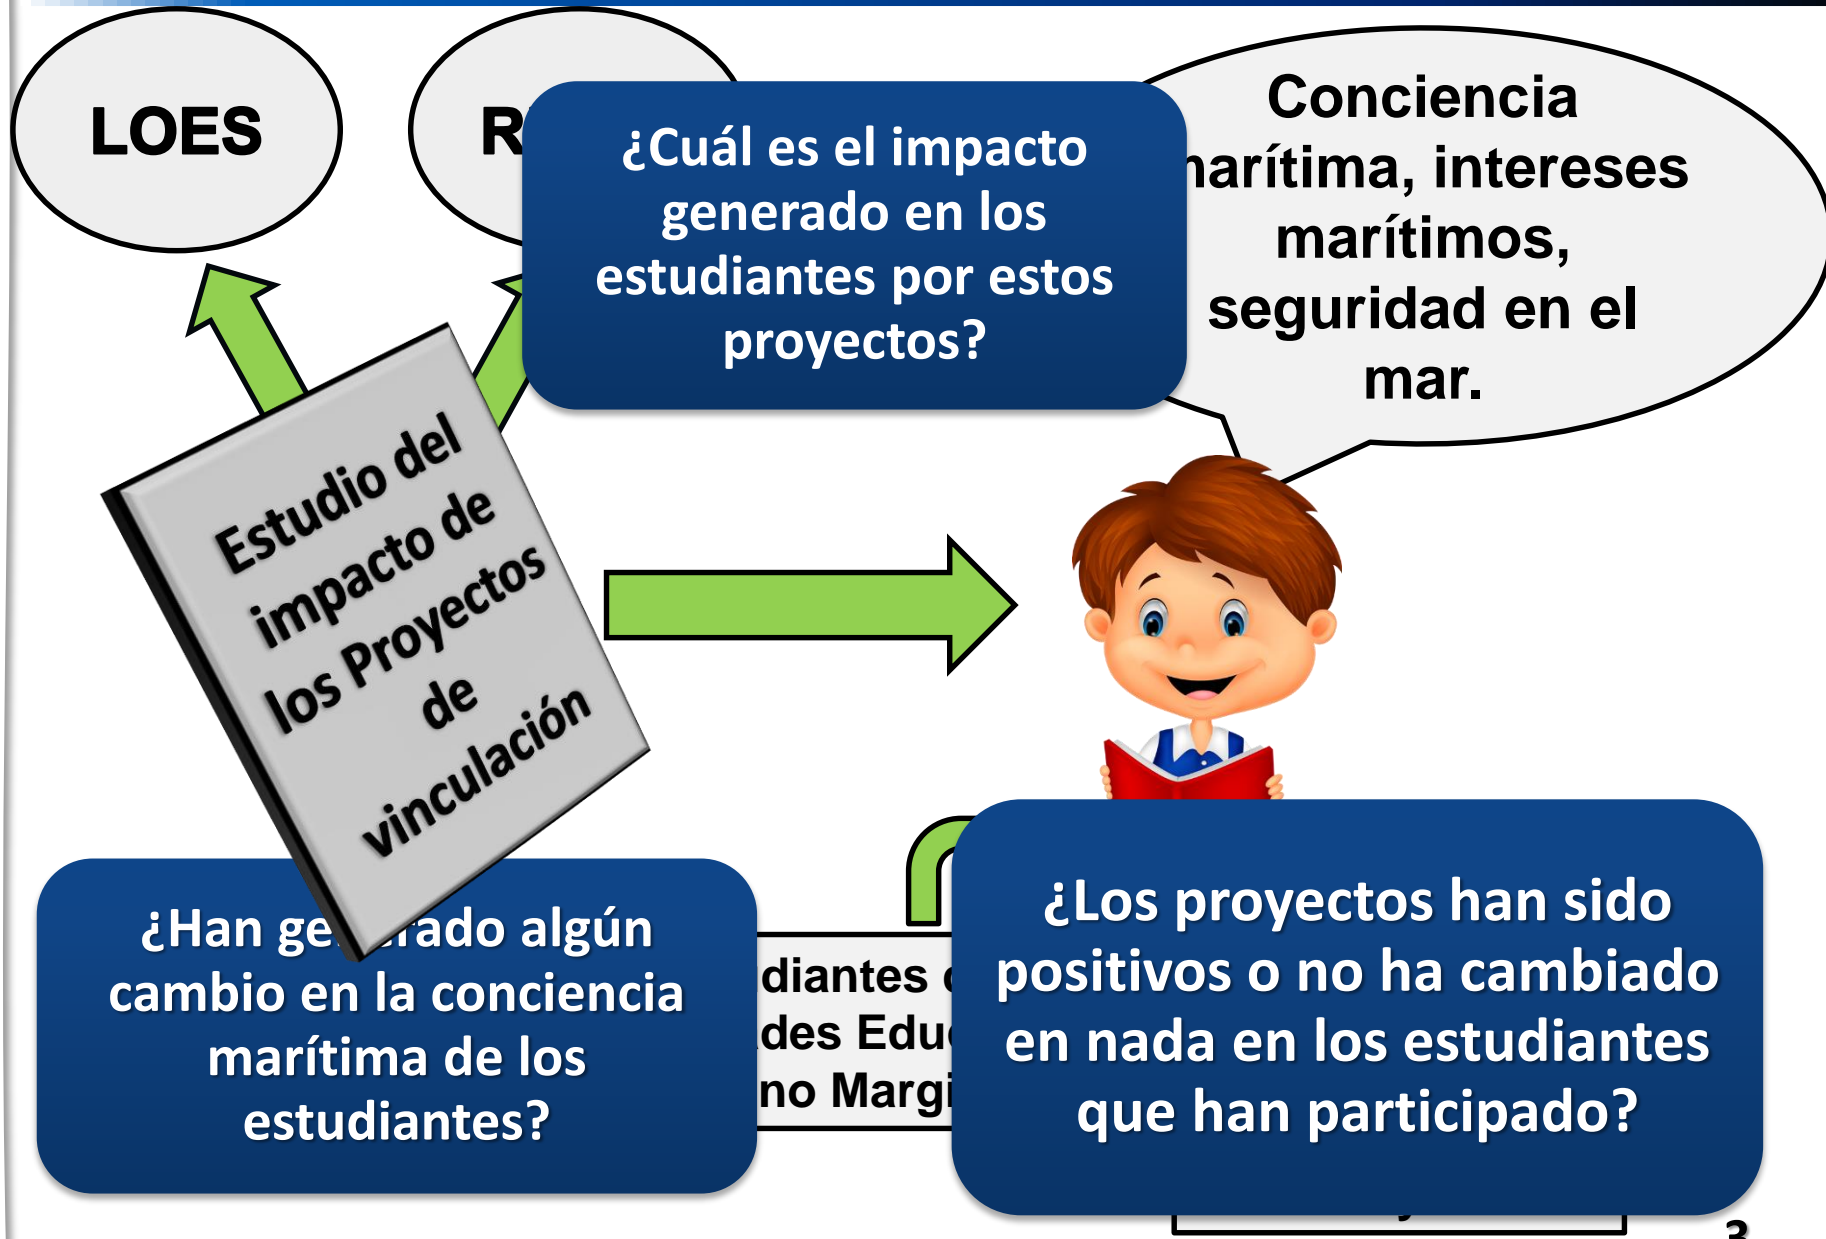 LOES
¿Cuál es el impacto
generado en los
estudiantes por estos
proyectos?
Conciencia
marítima, intereses
marítimos,
seguridad en el
mar.
Estudio del
impacto de
los Proyectos
de
vinculación
¿Han generado algún
cambio en la conciencia
marítima de los
estudiantes?
¿Los proyectos han sido
positivos o no ha cambiado
en nada en los estudiantes
que han participado?
3